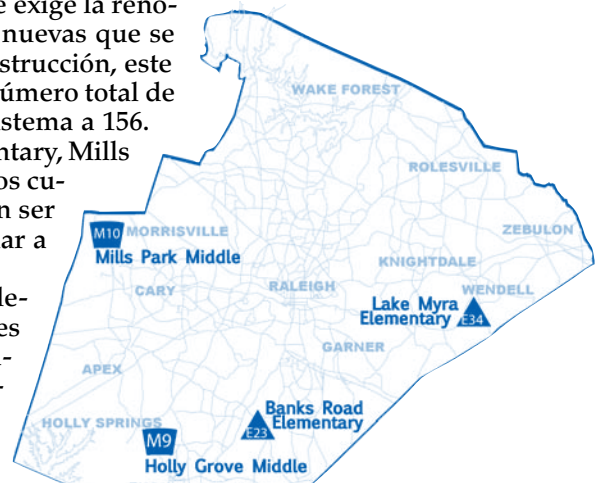 e exige la reno-
nuevas que se
strucción, este
úmero total de
istema a 156.
ntary, Mills
os cu-
n ser
ar a
le-
es
-
-
WAKE FOREST
ROLESVILLE
ZEBULON
M10 MORRISVILLE
Mills Park Middle
KNIGHTDALE
WENDELL
CARY
RALEIGH
Lake Myra
Elementary E34
GARNER
APEX
Banks Road
Elementary
E23
HOLLY SPRINGS
M9
Holly Grove Middle